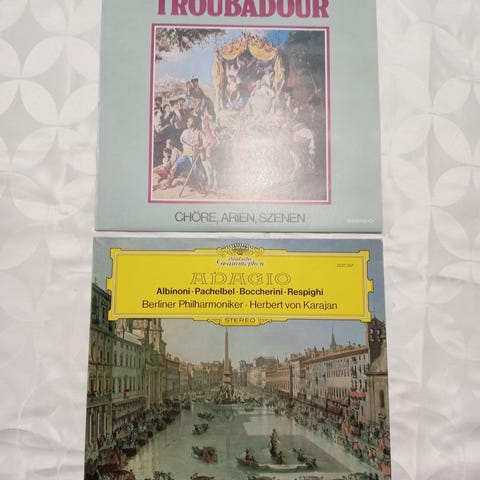 TROUBADOUR
CHÖRE, ARIEN, SZENEN
Deutsche
Grammophon
ADAGIO
Albinoni · Pachelbel · Boccherini · Respighi
Berliner Philharmoniker · Herbert von Karajan
STEREO